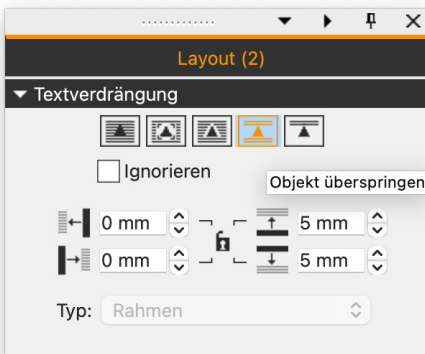 Layout (2)
Textverdrängung
Ignorieren
Objekt überspringen
0 mm 5 mm
0 mm 5 mm
Typ: Rahmen